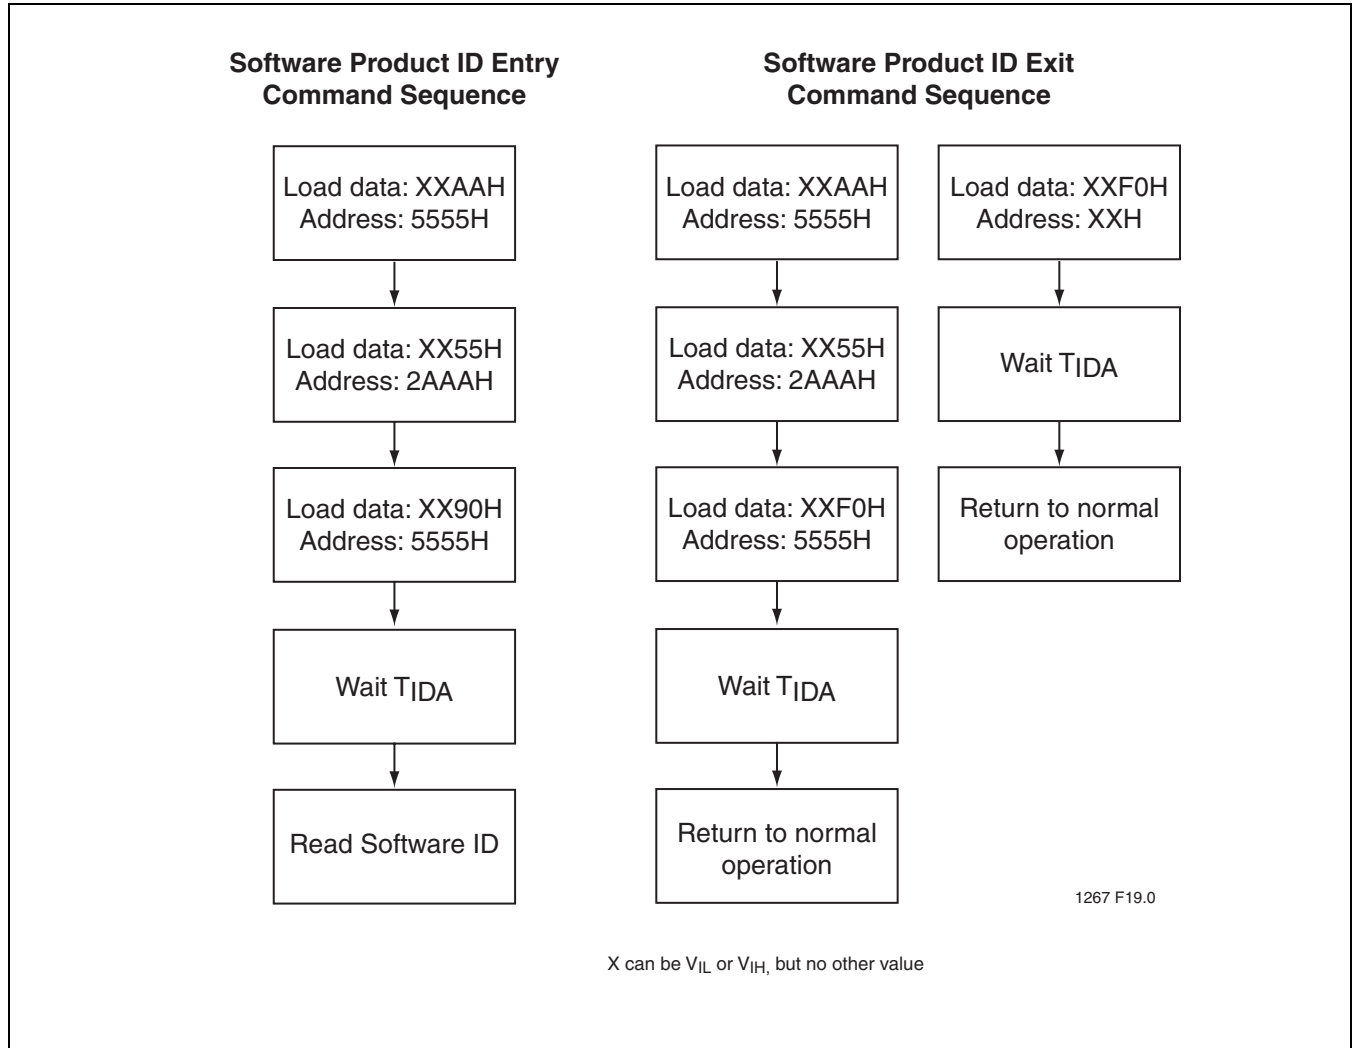 Software Product ID Entry
Command Sequence
Load data: XXAAH
Address: 5555H
Load data: XX55H
Address: 2AAAH
Load data: XX90H
Address: 5555H
Wait TIDA
Read Software ID
Software Product ID Exit
Command Sequence
Load data: XXAAH
Address: 5555H
Load data: XX55H
Address: 2AAAH
Load data: XXF0H
Address: 5555H
Wait TIDA
Return to normal
operation
Load data: XXF0H
Address: XXH
Wait TIDA
Return to normal
operation
1267 F19.0
X can be VIL or VIH, but no other value